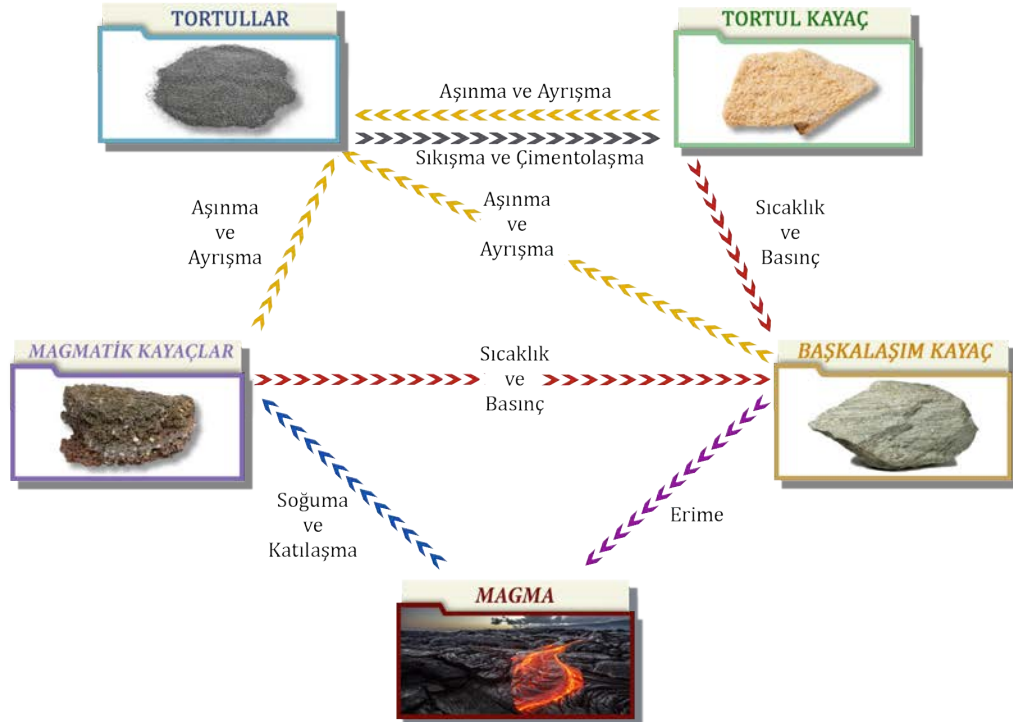 TORTULLAR
TORTUL KAYAÇ
Aşınma ve Ayrışma
Sıkışma ve Çimentolaşma
Aşınma
ve
Ayrışma
Aşınma
ve
Ayrışma
Sıcaklık
ve
Basınç
MAGMATİK KAYAÇLAR
Sıcaklık
ve
Basınç
BAŞKALAŞIM KAYAÇ
Soğuma
ve
Katılaşma
Erime
MAGMA